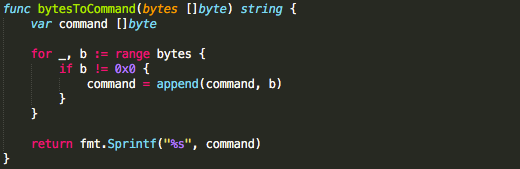 func bytesToCommand(bytes []byte) string {
    var command []byte

    for _, b := range bytes {
        if b != 0x0 {
            command = append(command, b)
        }
    }

    return fmt.Sprintf("%s", command)
}